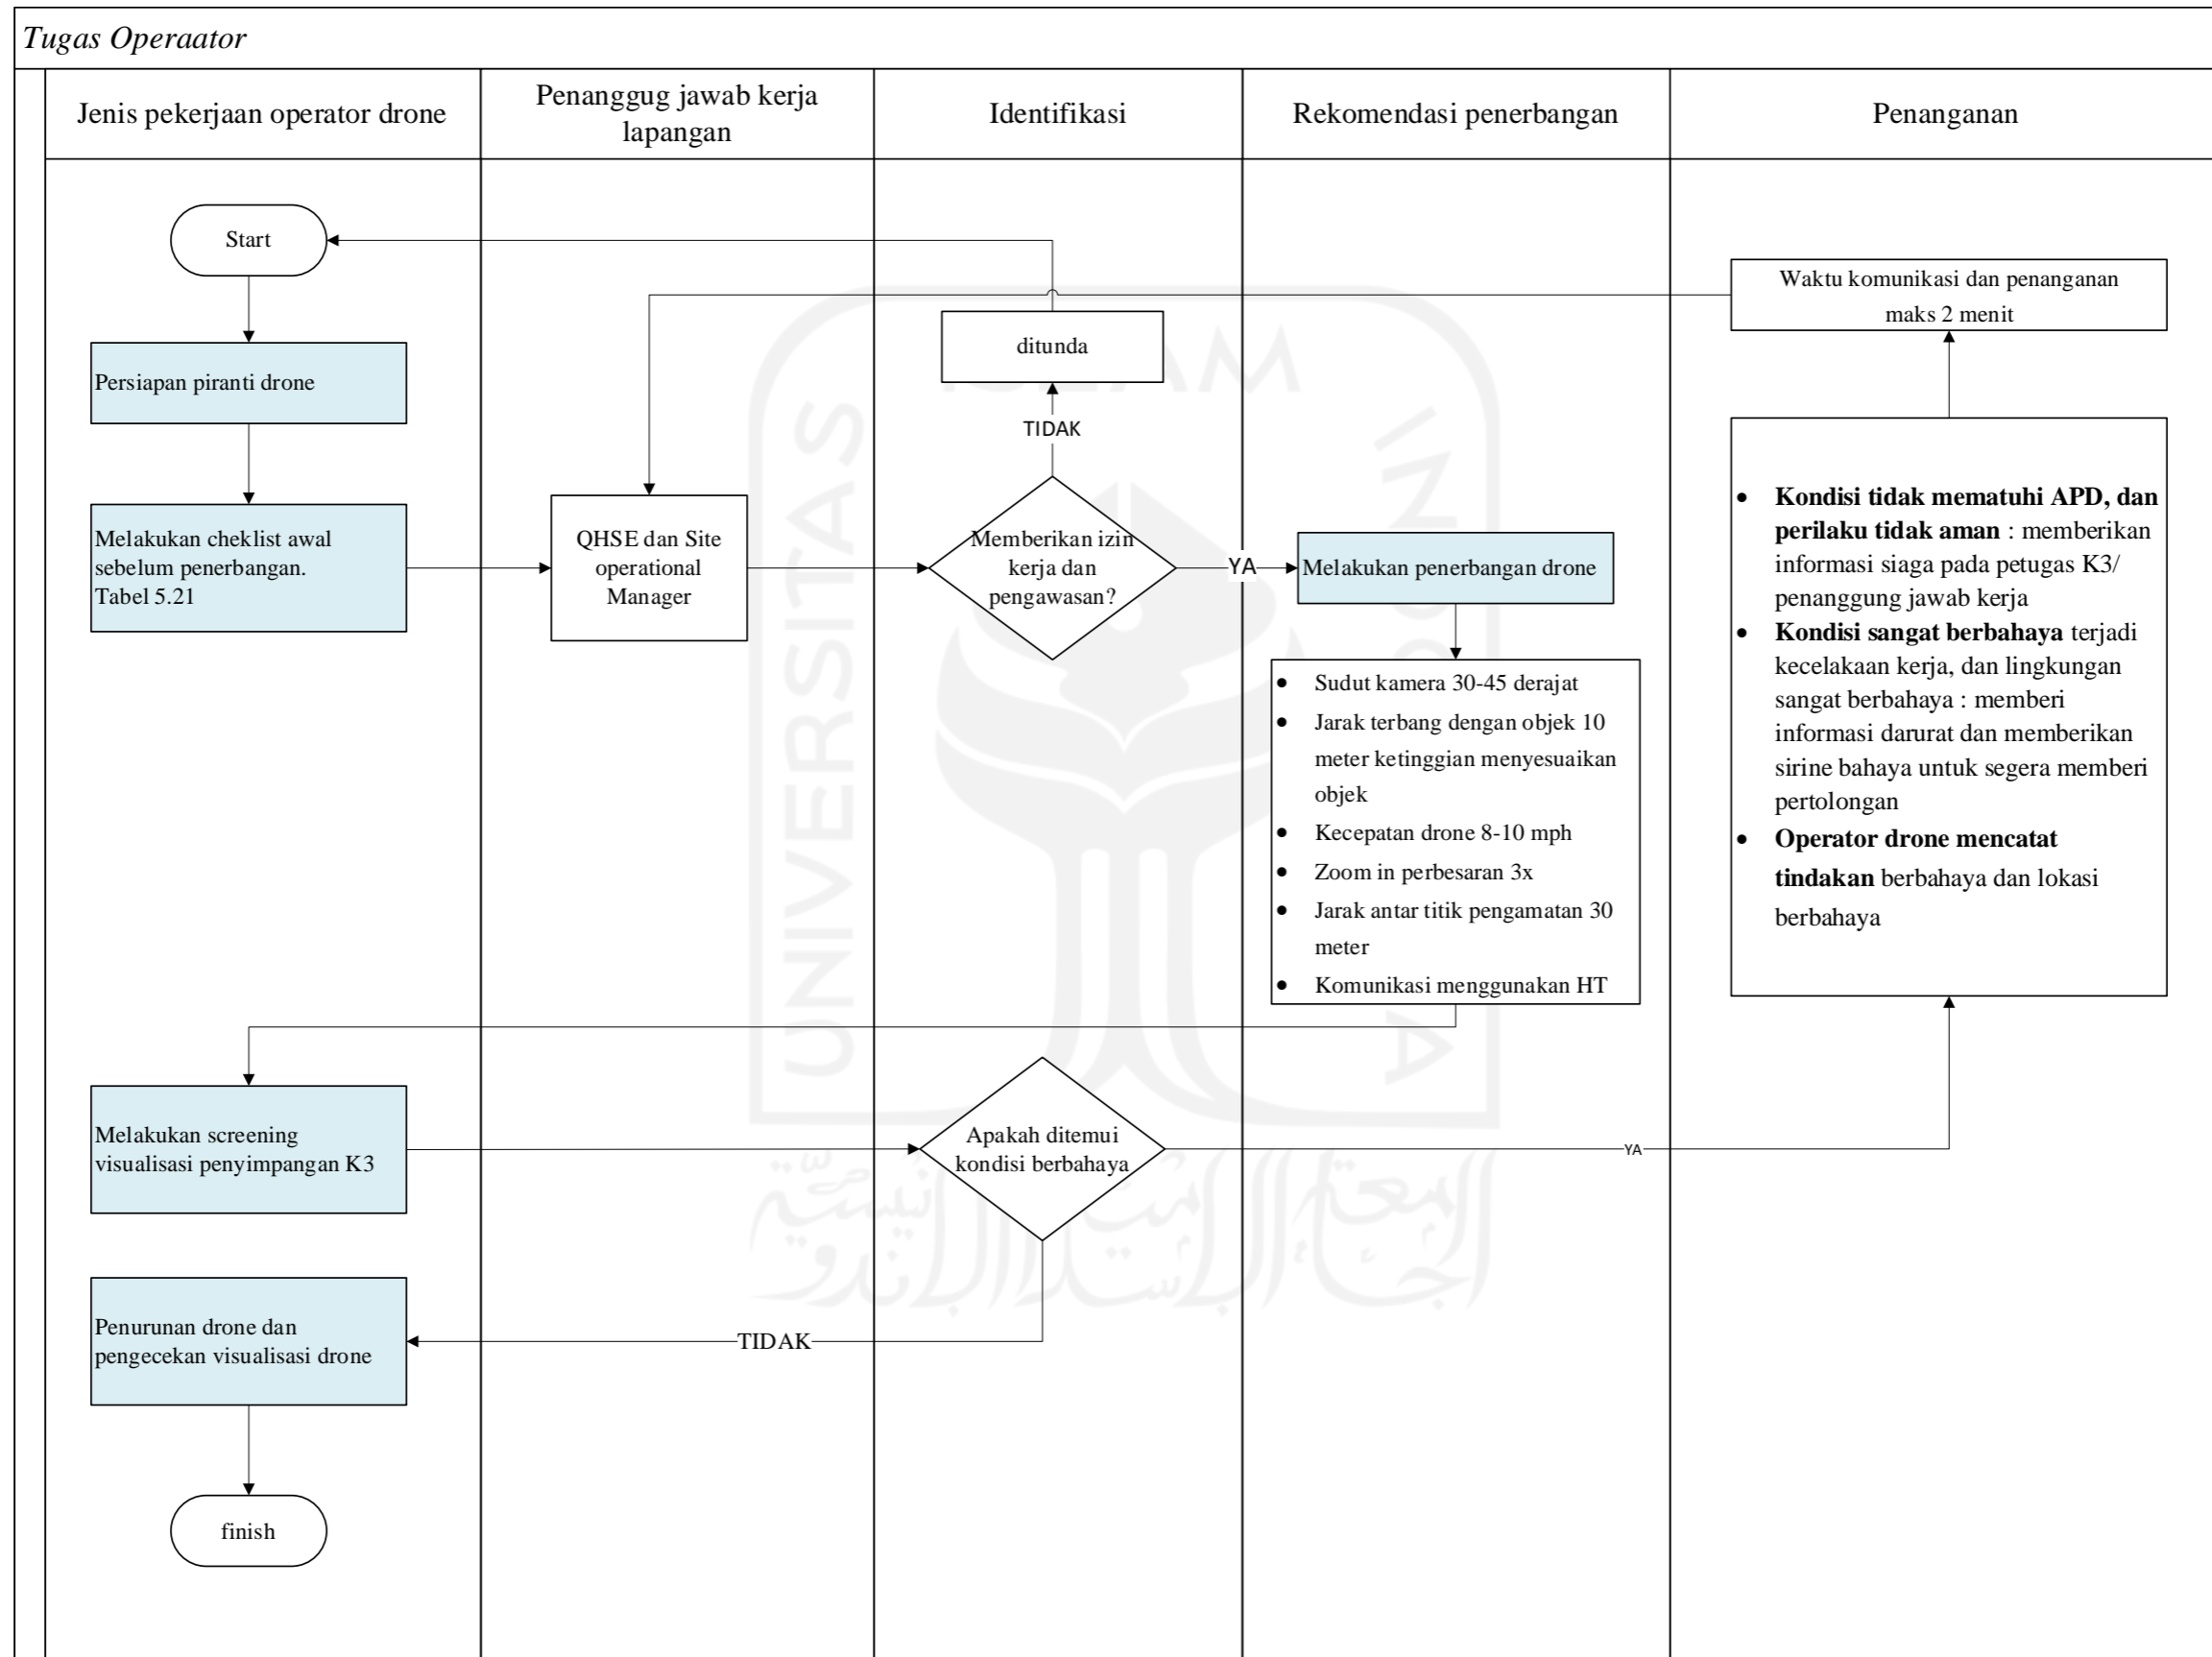 Tugas Operaator
Jenis pekerjaan operator drone
Penanggug jawab kerja
lapangan
Identifikasi
Rekomendasi penerbangan
Penanganan
Start
Waktu komunikasi dan penanganan
maks 2 menit
ditunda
Persiapan piranti drone
TIDAK
Melakukan cheklist awal
sebelum penerbangan.
Tabel 5.21
QHSE dan Site
operational
Manager
Memberikan izin
kerja dan
pengawasan?
YA
Melakukan penerbangan drone
• Sudut kamera 30-45 derajat
• Jarak terbang dengan objek 10
meter ketinggian menyesuaikan
objek
• Kecepatan drone 8-10 mph
• Zoom in perbesaran 3x
• Jarak antar titik pengamatan 30
meter
• Komunikasi menggunakan HT
• Kondisi tidak mematuhi APD, dan
perilaku tidak aman : memberikan
informasi siaga pada petugas K3/
penanggung jawab kerja
• Kondisi sangat berbahaya terjadi
kecelakaan kerja, dan lingkungan
sangat berbahaya : memberi
informasi darurat dan memberikan
sirine bahaya untuk segera memberi
pertolongan
• Operator drone mencatat
tindakan berbahaya dan lokasi
berbahaya
Melakukan screening
visualisasi penyimpangan K3
Apakah ditemui
kondisi berbahaya
YA
Penurunan drone dan
pengecekan visualisasi drone
TIDAK
finish
UNIVERSITAS